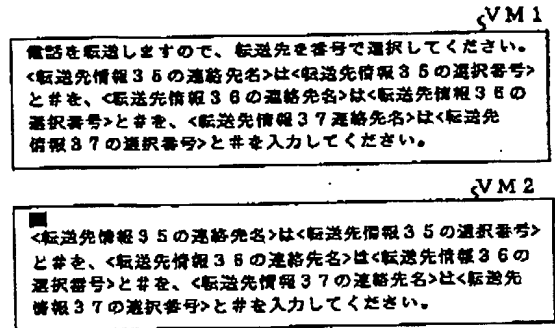 VM1
電話を転送しますので、転送先を番号で選択してください。
<転送先情報35の連絡先名>は<転送先情報35の選択番号>
と#を、<転送先情報36の連絡先名>は<転送先情報36の
選択番号>と#を、<転送先情報37連絡先名>は<転送先
情報37の選択番号>と#を入力してください。
VM2
<転送先情報35の連絡先名>は<転送先情報35の選択番号>
と#を、<転送先情報36の連絡先名>は<転送先情報36の
選択番号>と#を、<転送先情報37の連絡先名>は<転送先
情報37の選択番号>と#を入力してください。